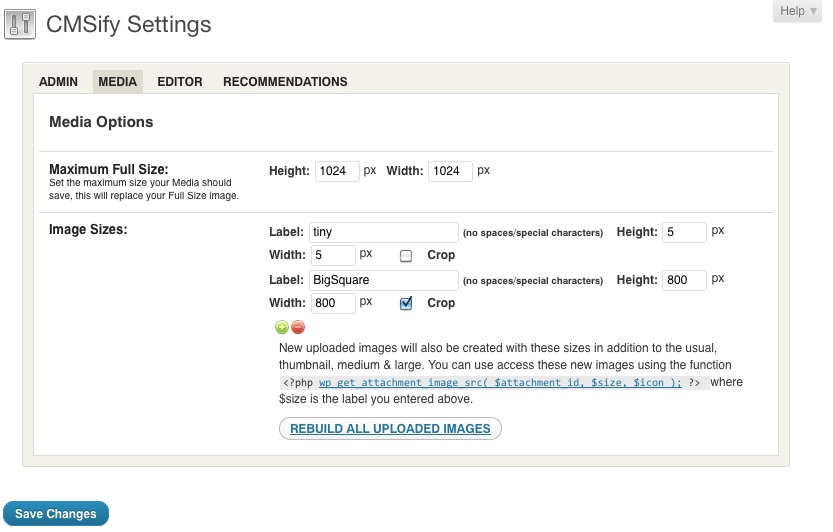 CMSify Settings
Help
ADMIN MEDIA EDITOR RECOMMENDATIONS
Media Options
Maximum Full Size:
Set the maximum size your Media should
save, this will replace your Full Size image.
Height: 1024 px Width: 1024 px
Image Sizes:
Label: tiny (no spaces/special characters) Height: 5 px
Width: 5 px Crop
Label: BigSquare (no spaces/special characters) Height: 800 px
Width: 800 px Crop
New uploaded images will also be created with these sizes in addition to the usual,
thumbnail, medium & large. You can use access these new images using the function
<?php wp_get_attachment_image_src( $attachment_id, $size, $icon ); ?> where
$size is the label you entered above.
REBUILD ALL UPLOADED IMAGES
Save Changes